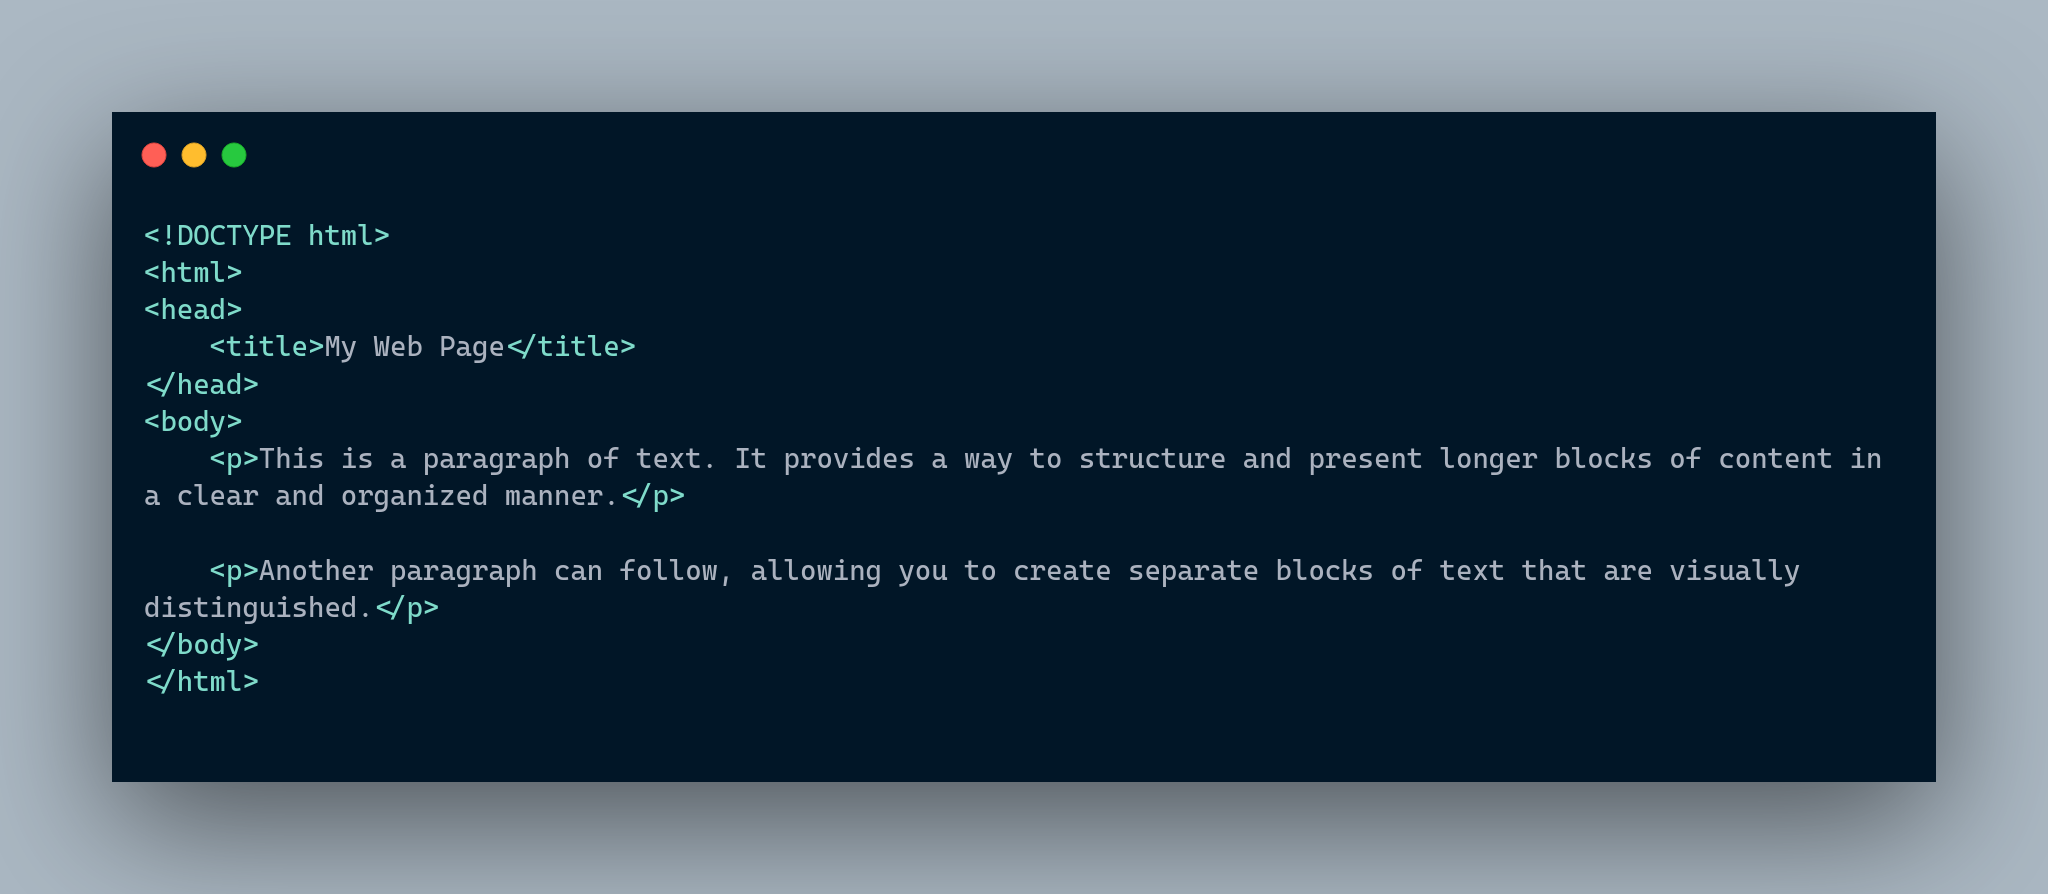 <!DOCTYPE html>
<html>
<head>
    <title>My Web Page</title>
</head>
<body>
    <p>This is a paragraph of text. It provides a way to structure and present longer blocks of content in
a clear and organized manner.</p>

    <p>Another paragraph can follow, allowing you to create separate blocks of text that are visually
distinguished.</p>
</body>
</html>